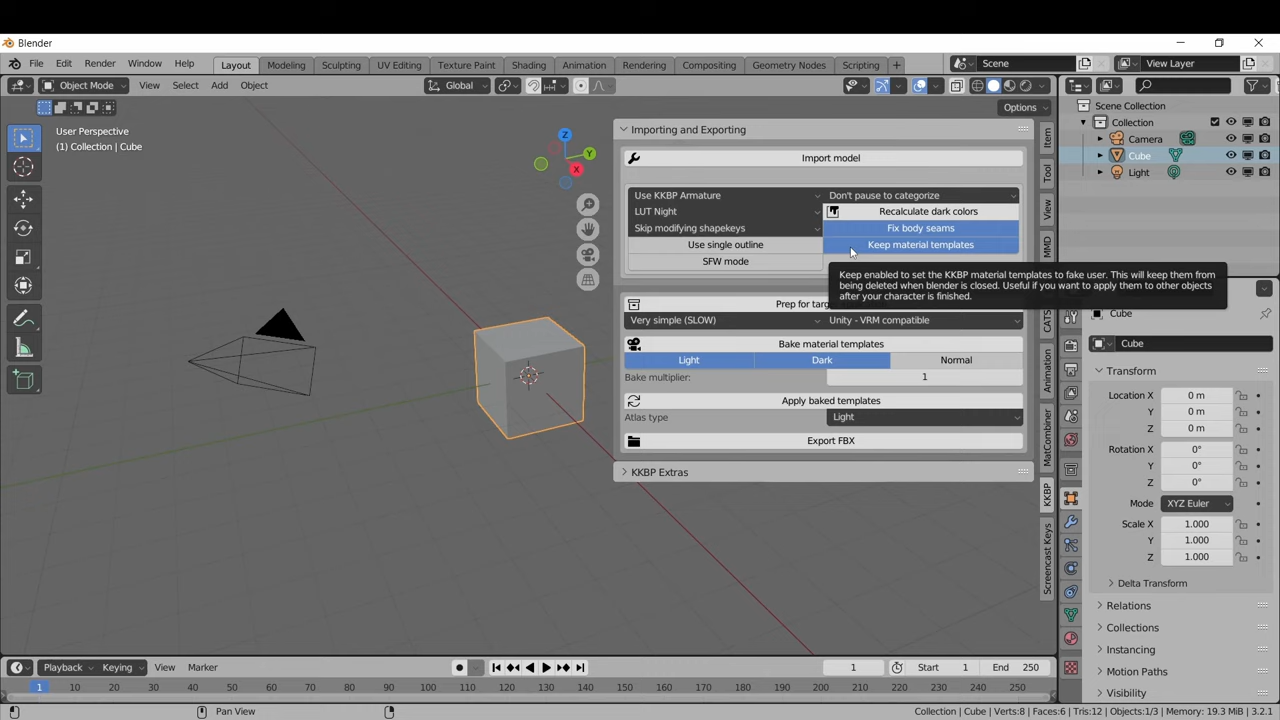 Blender
File Edit Render Window Help Layout Modeling Sculpting UV Editing Texture Paint Shading Animation Rendering Compositing Geometry Nodes Scripting + Scene View Layer
Object Mode View Select Add Object Global
Options
User Perspective
(1) Collection | Cube
Z
Y
X
Importing and Exporting
Import model
Use KKBP Armature Don't pause to categorize
LUT Night Recalculate dark colors
Skip modifying shapekeys Fix body seams
Use single outline Keep material templates
SFW mode
Keep enabled to set the KKBP material templates to fake user. This will keep them from
being deleted when blender is closed. Useful if you want to apply them to other objects
after your character is finished.
Prep for targ
Very simple (SLOW) Unity - VRM compatible
Bake material templates
Light Dark Normal
Bake multiplier: 1
Apply baked templates
Atlas type Light
Export FBX
KKBP Extras
Item
Tool
View
MMD
CATS
Animation
MatCombiner
KKBP
Screencast Keys
Scene Collection
Collection
Camera
Cube
Light
Cube
Cube
Transform
Location X 0 m
Y 0 m
Z 0 m
Rotation X 0°
Y 0°
Z 0°
Mode XYZ Euler
Scale X 1.000
Y 1.000
Z 1.000
Delta Transform
Relations
Collections
Instancing
Motion Paths
Visibility
Playback Keying View Marker 1 Start 1 End 250
1 10 20 30 40 50 60 70 80 90 100 110 120 130 140 150 160 170 180 190 200 210 220 230 240 250
Pan View Collection | Cube | Verts:8 | Faces:6 | Tris:12 | Objects:1/3 | Memory: 19.3 MiB | 3.2.1